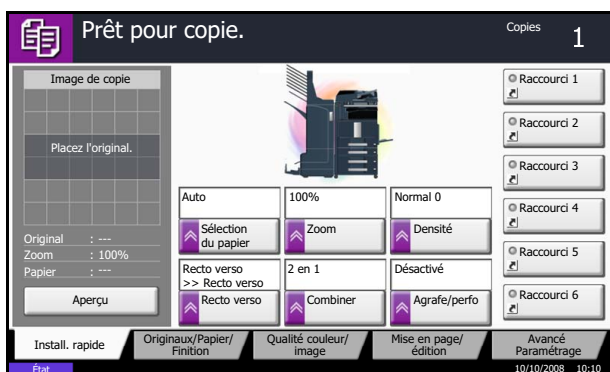 Prêt pour copie.
Copies
1
Image de copie
Placez l'original.
Original : ---
Zoom : 100%
Papier : ---
Aperçu
Auto
Sélection
du papier
100%
Zoom
Normal 0
Densité
Recto verso
>> Recto verso
Recto verso
2 en 1
Combiner
Désactivé
Agrafe/perfo
Raccourci 1
Raccourci 2
Raccourci 3
Raccourci 4
Raccourci 5
Raccourci 6
Install. rapide
Originaux/Papier/
Finition
Qualité couleur/
image
Mise en page/
édition
Avancé
Paramétrage
État
10/10/2008 10:10